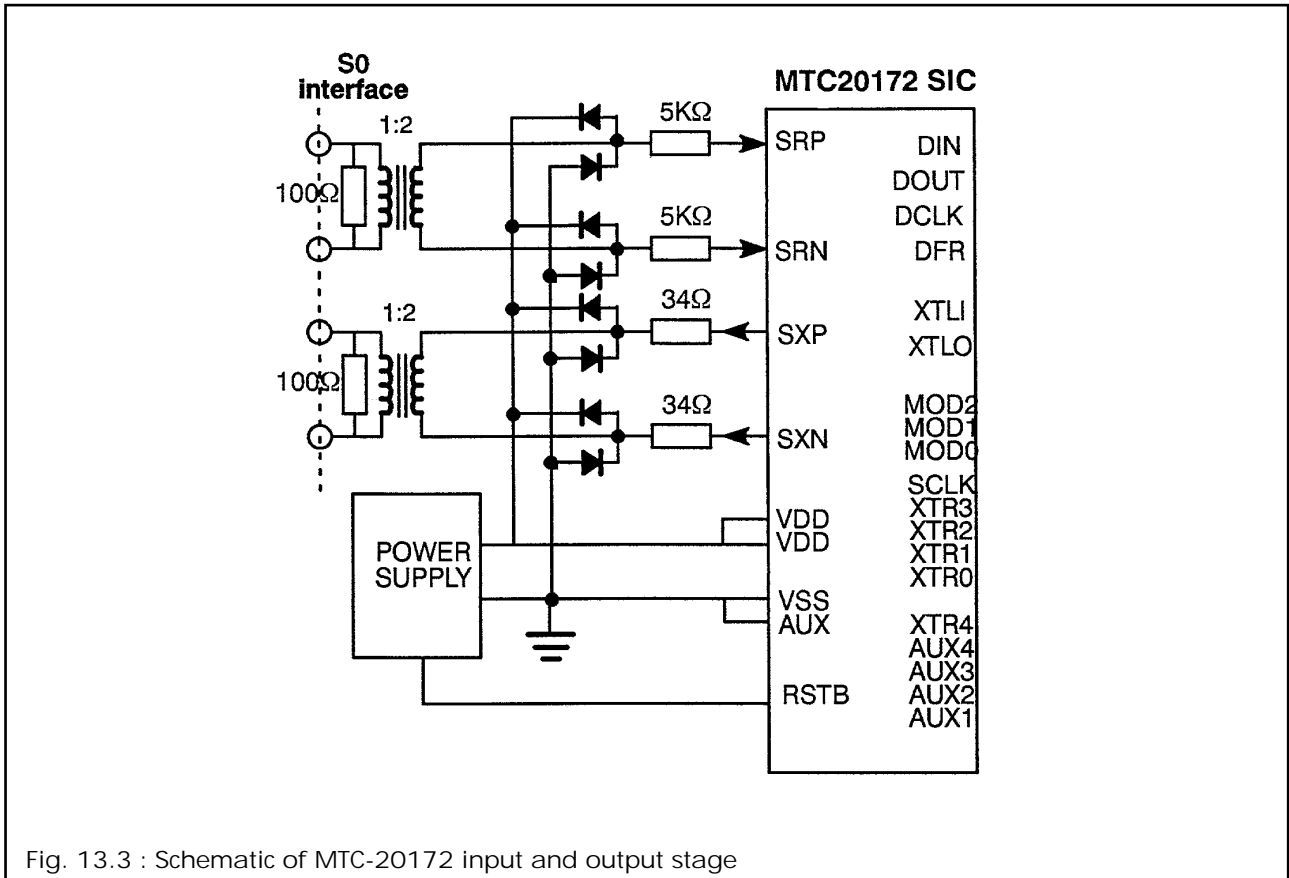 S0
interface
MTC20172 SIC
1:2
5KΩ
SRP
DIN
DOUT
100Ω
DCLK
5KΩ
SRN
DFR
1:2
34Ω
XTLI
SXP
XTLO
100Ω
34Ω
MOD2
MOD1
SXN
MOD0
SCLK
XTR3
VDD
XTR2
VDD
XTR1
POWER
SUPPLY
XTR0
VSS
AUX
XTR4
AUX4
AUX3
RSTB
AUX2
AUX1
Fig. 13.3 : Schematic of MTC-20172 input and output stage